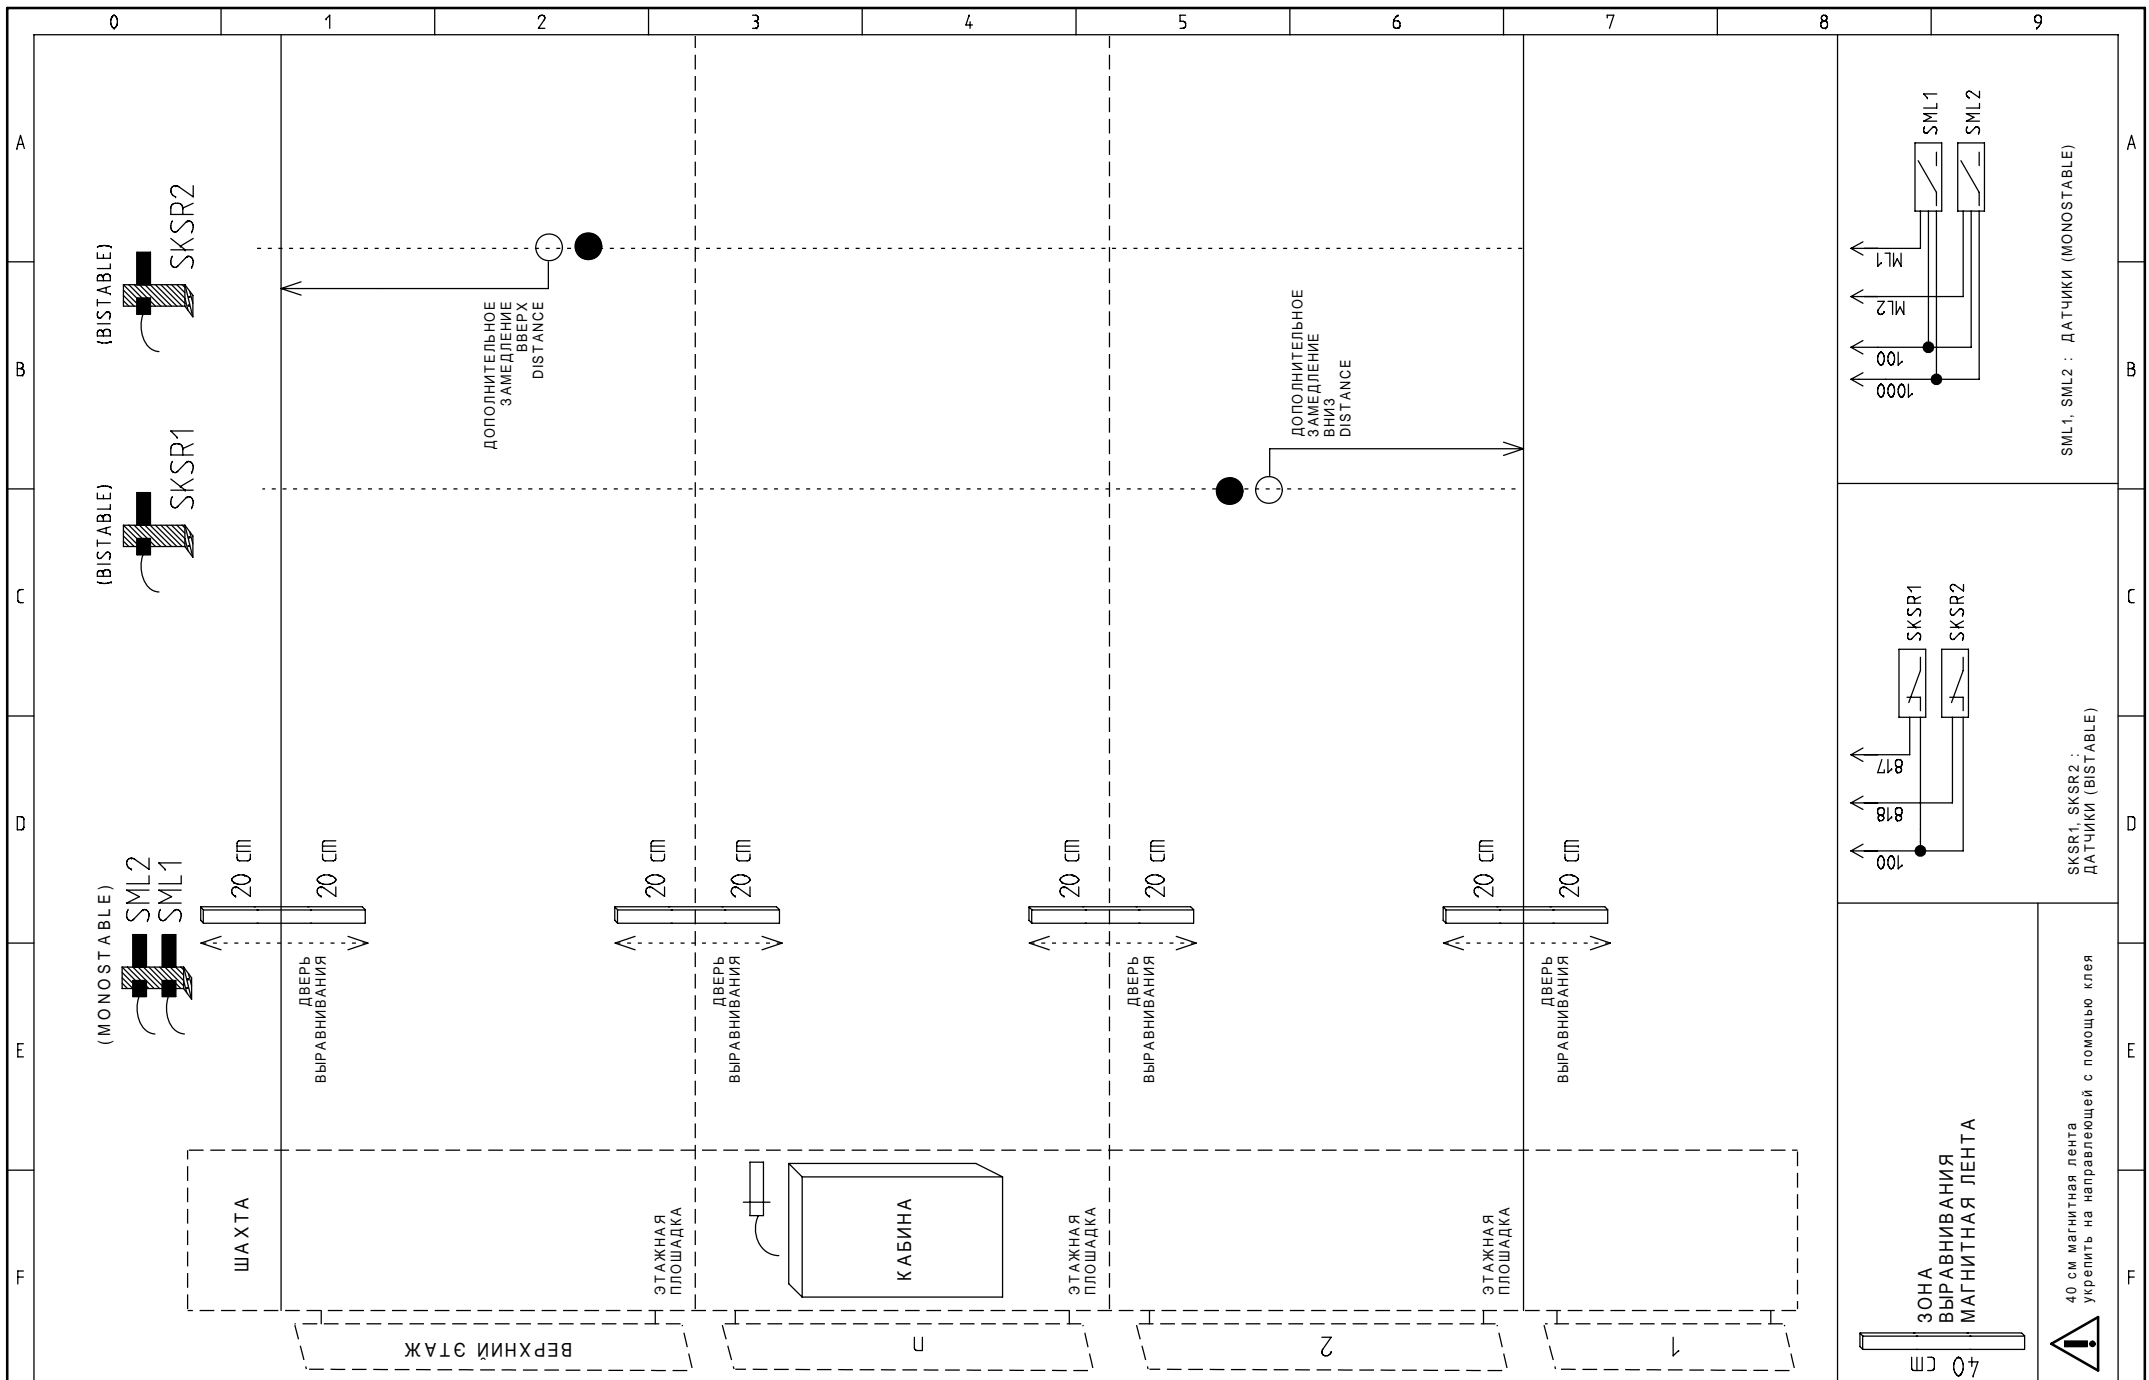 0 1 2 3 4 5 6 7 8 9
A
B
C
D
E
F
A
B
C
D
E
F
(BISTABLE)
SKSR2
(BISTABLE)
SKSR1
(MONOSTABLE)
SML2
SML1
ДОПОЛНИТЕЛЬНОЕ
ЗАМЕДЛЕНИЕ
ВВЕРХ
DISTANCE
ДОПОЛНИТЕЛЬНОЕ
ЗАМЕДЛЕНИЕ
ВНИЗ
DISTANCE
20 cm
20 cm
20 cm
20 cm
20 cm
20 cm
20 cm
20 cm
ДВЕРЬ
ВЫРАВНИВАНИЯ
ДВЕРЬ
ВЫРАВНИВАНИЯ
ДВЕРЬ
ВЫРАВНИВАНИЯ
ДВЕРЬ
ВЫРАВНИВАНИЯ
ШАХТА
ЭТАЖНАЯ
ПЛОШАДКА
КАБИНА
ЭТАЖНАЯ
ПЛОШАДКА
ЭТАЖНАЯ
ПЛОШАДКА
ВЕРХНИЙ ЭТАЖ
n
2
1
SML1
SML2
ML1
ML2
100
1000
SML1, SML2 : ДАТЧИКИ (MONOSTABLE)
SKSR1
SKSR2
817
818
100
SKSR1, SKSR2 :
ДАТЧИКИ (BISTABLE)
ЗОНА
ВЫРАВНИВАНИЯ
МАГНИТНАЯ ЛЕНТА
40 cm
40 см магнитная лента
укрепить на направлеющей с помощью клея